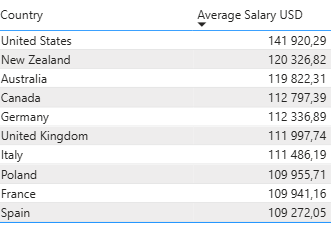 Country Average Salary USD
United States 141 920,29
New Zealand 120 326,82
Australia 119 822,31
Canada 112 797,39
Germany 112 336,89
United Kingdom 111 997,74
Italy 111 486,19
Poland 109 955,71
France 109 941,16
Spain 109 272,05